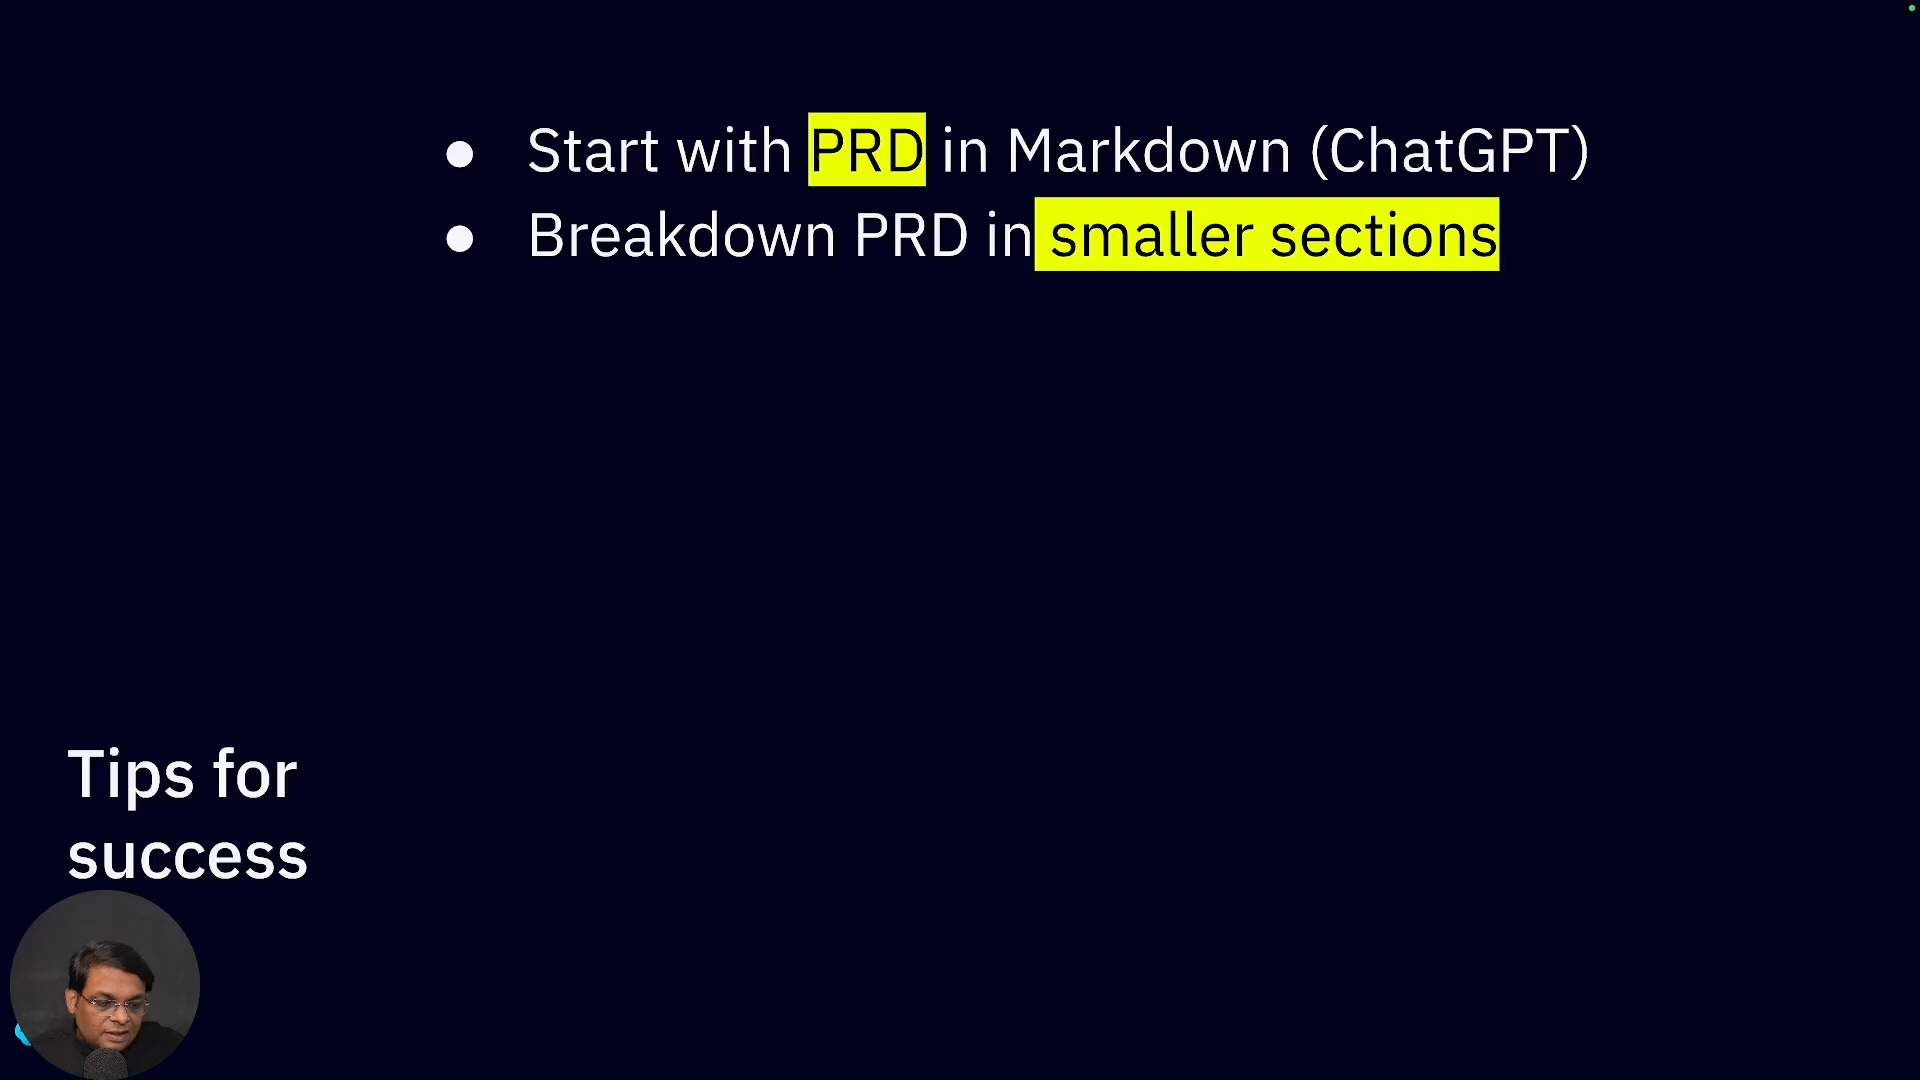 ● Start with PRD in Markdown (ChatGPT)
● Breakdown PRD in smaller sections
Tips for
success